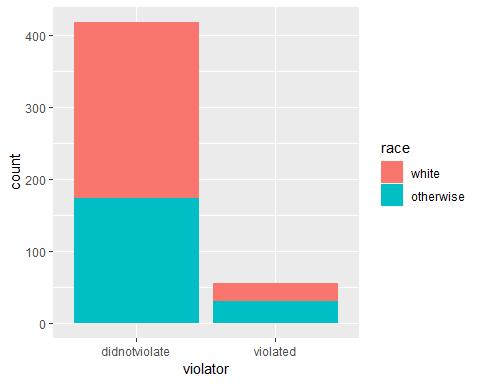 count
400
300
200
100
0
didnotviolate
violated
violator
race
white
otherwise